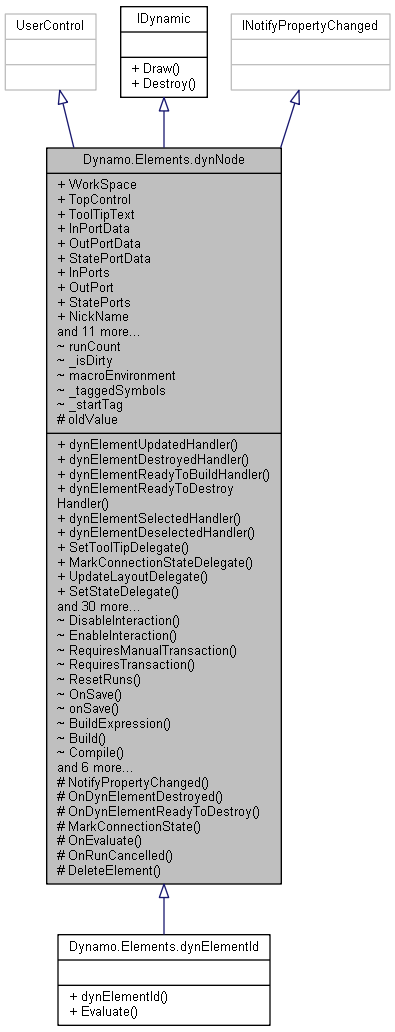 UserControl
IDynamic
+ Draw()
+ Destroy()
INotifyPropertyChanged
Dynamo.Elements.dynNode
+ WorkSpace
+ TopControl
+ ToolTipText
+ InPortData
+ OutPortData
+ StatePortData
+ InPorts
+ OutPort
+ StatePorts
+ NickName
and 11 more...
~ runCount
~ _isDirty
~ macroEnvironment
~ _taggedSymbols
~ _startTag
# oldValue
+ dynElementUpdatedHandler()
+ dynElementDestroyedHandler()
+ dynElementReadyToBuildHandler()
+ dynElementReadyToDestroy
Handler()
+ dynElementSelectedHandler()
+ dynElementDeselectedHandler()
+ SetToolTipDelegate()
+ MarkConnectionStateDelegate()
+ UpdateLayoutDelegate()
+ SetStateDelegate()
and 30 more...
~ DisableInteraction()
~ EnableInteraction()
~ RequiresManualTransaction()
~ RequiresTransaction()
~ ResetRuns()
~ OnSave()
~ onSave()
~ BuildExpression()
~ Build()
~ Compile()
and 6 more...
# NotifyPropertyChanged()
# OnDynElementDestroyed()
# OnDynElementReadyToDestroy()
# MarkConnectionState()
# OnEvaluate()
# OnRunCancelled()
# DeleteElement()
Dynamo.Elements.dynElementId
+ dynElementId()
+ Evaluate()